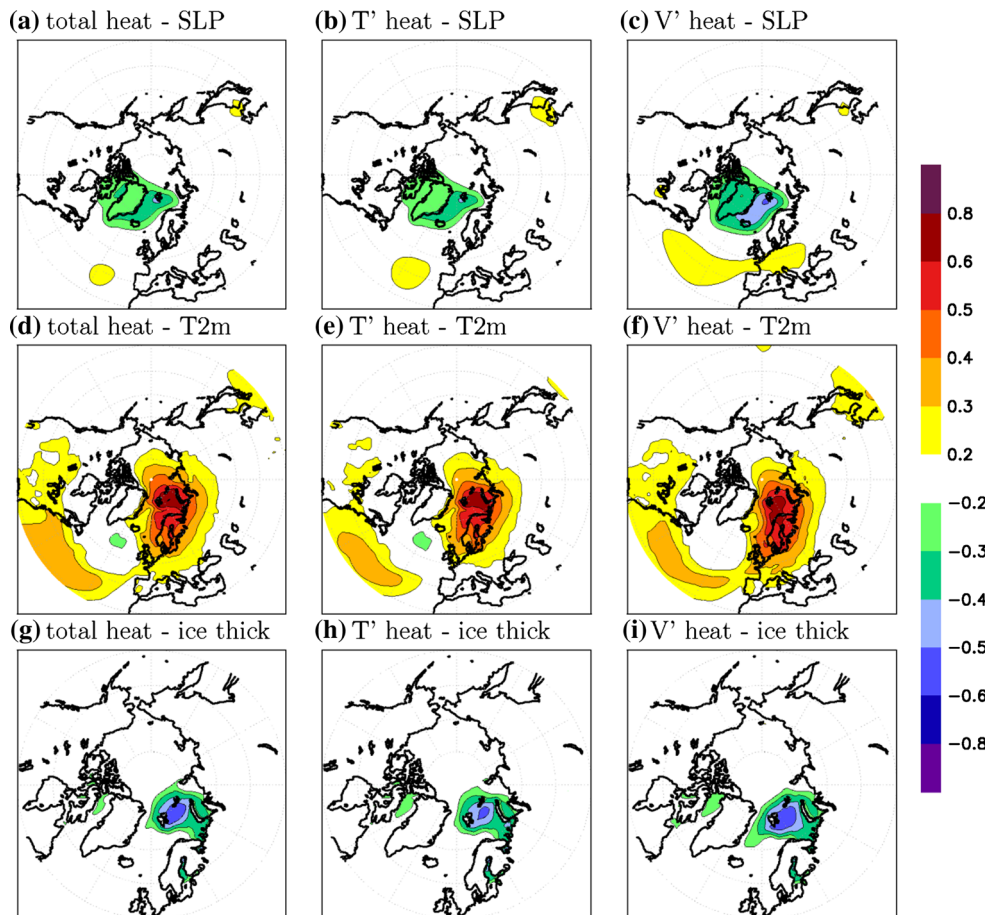 (a) total heat - SLP
(b) T' heat - SLP
(c) V' heat - SLP
(d) total heat - T2m
(e) T' heat - T2m
(f) V' heat - T2m
(g) total heat - ice thick
(h) T' heat - ice thick
(i) V' heat - ice thick
0.8
0.6
0.5
0.4
0.3
0.2
-0.2
-0.3
-0.4
-0.5
-0.6
-0.8